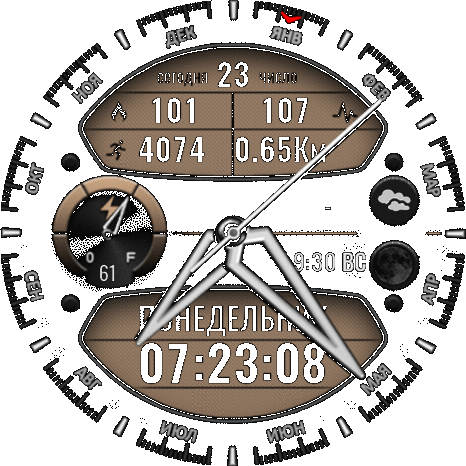 ЯНВ
ФЕВ
МАР
АПР
МАЯ
ИЮН
ИЮЛ
АВГ
СЕН
ОКТ
НОЯ
ДЕК
сегодня 23 число
101 107
4074 0.65Км
0 F
61
9:30 ВС
ПОНЕДЕЛЬНИК
07:23:08